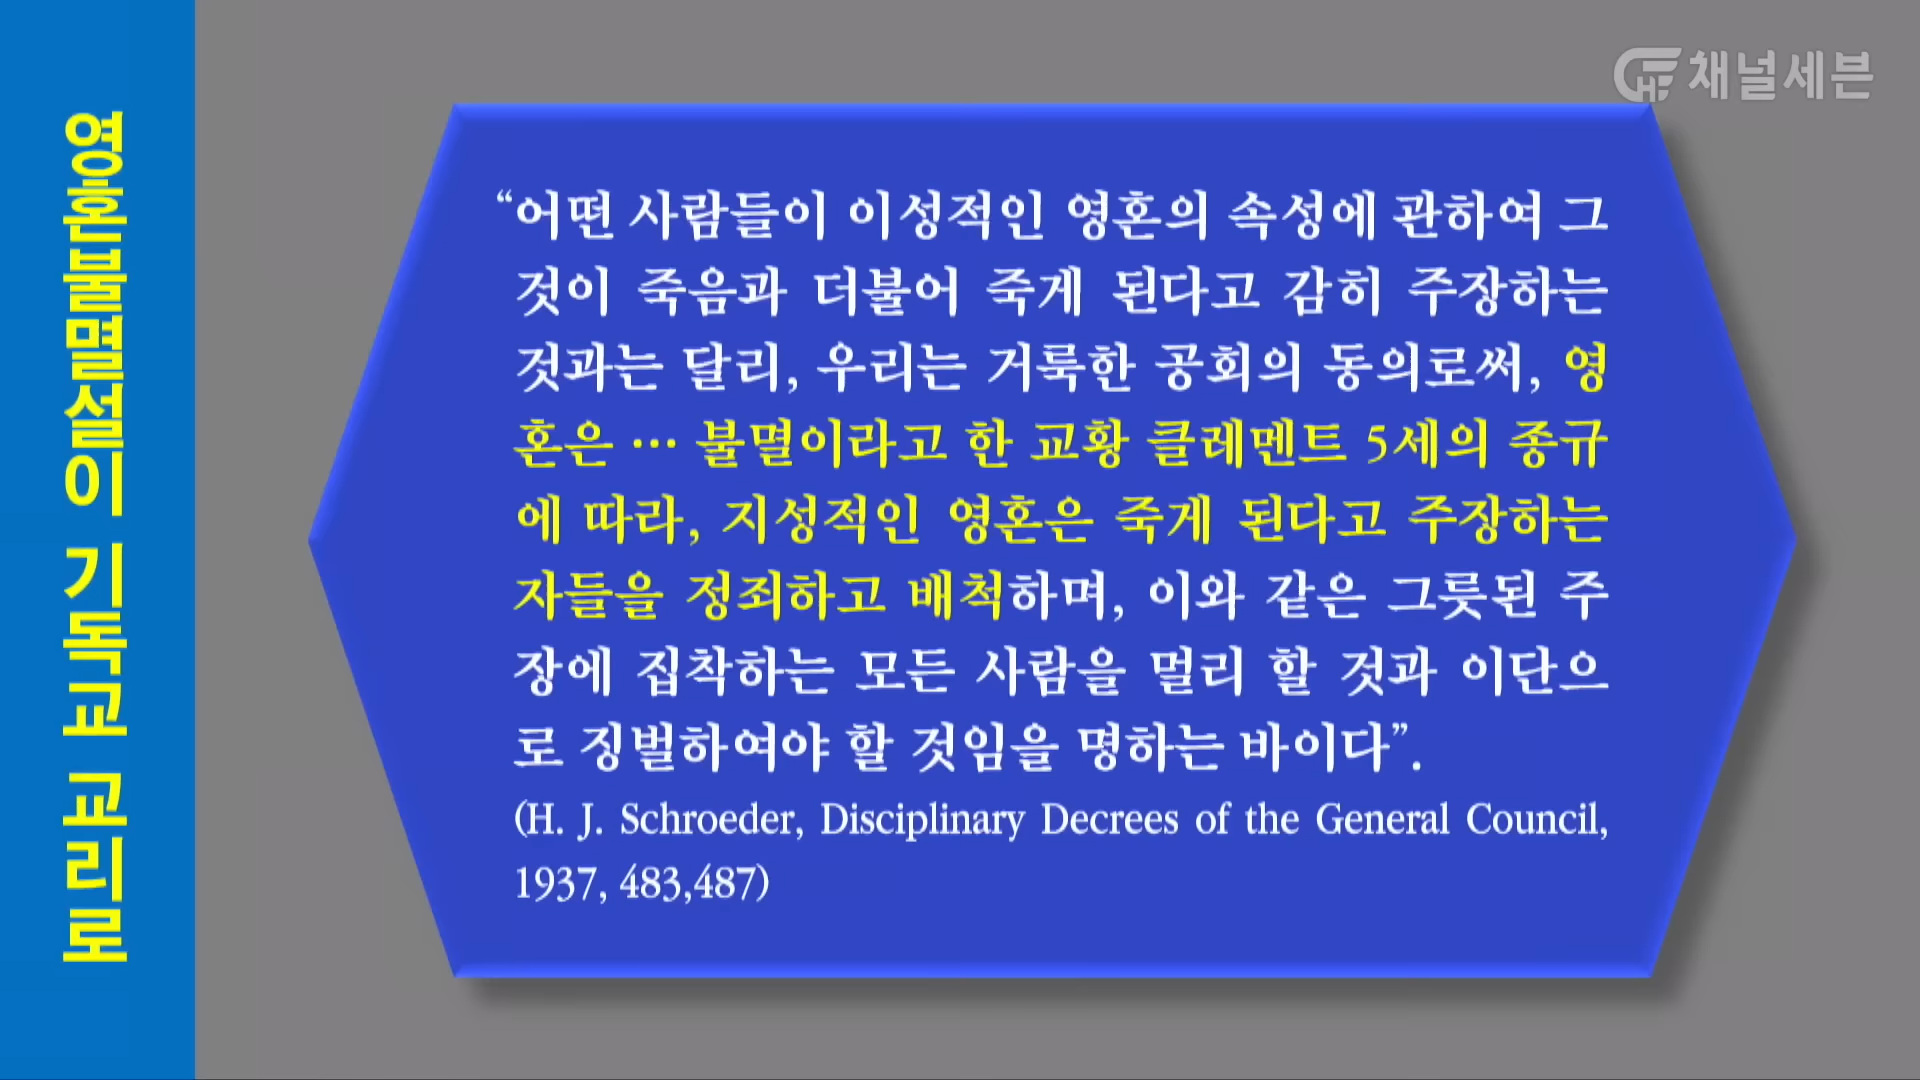 영혼불멸설이 기독교 교리로
채널세븐
“어떤 사람들이 이성적인 영혼의 속성에 관하여 그
것이 죽음과 더불어 죽게 된다고 감히 주장하는
것과는 달리, 우리는 거룩한 공회의 동의로써, 영
혼은 … 불멸이라고 한 교황 클레멘트 5세의 종규
에 따라, 지성적인 영혼은 죽게 된다고 주장하는
자들을 정죄하고 배척하며, 이와 같은 그릇된 주
장에 집착하는 모든 사람을 멀리 할 것과 이단으
로 징벌하여야 할 것임을 명하는 바이다”.
(H. J. Schroeder, Disciplinary Decrees of the General Council,
1937, 483,487)